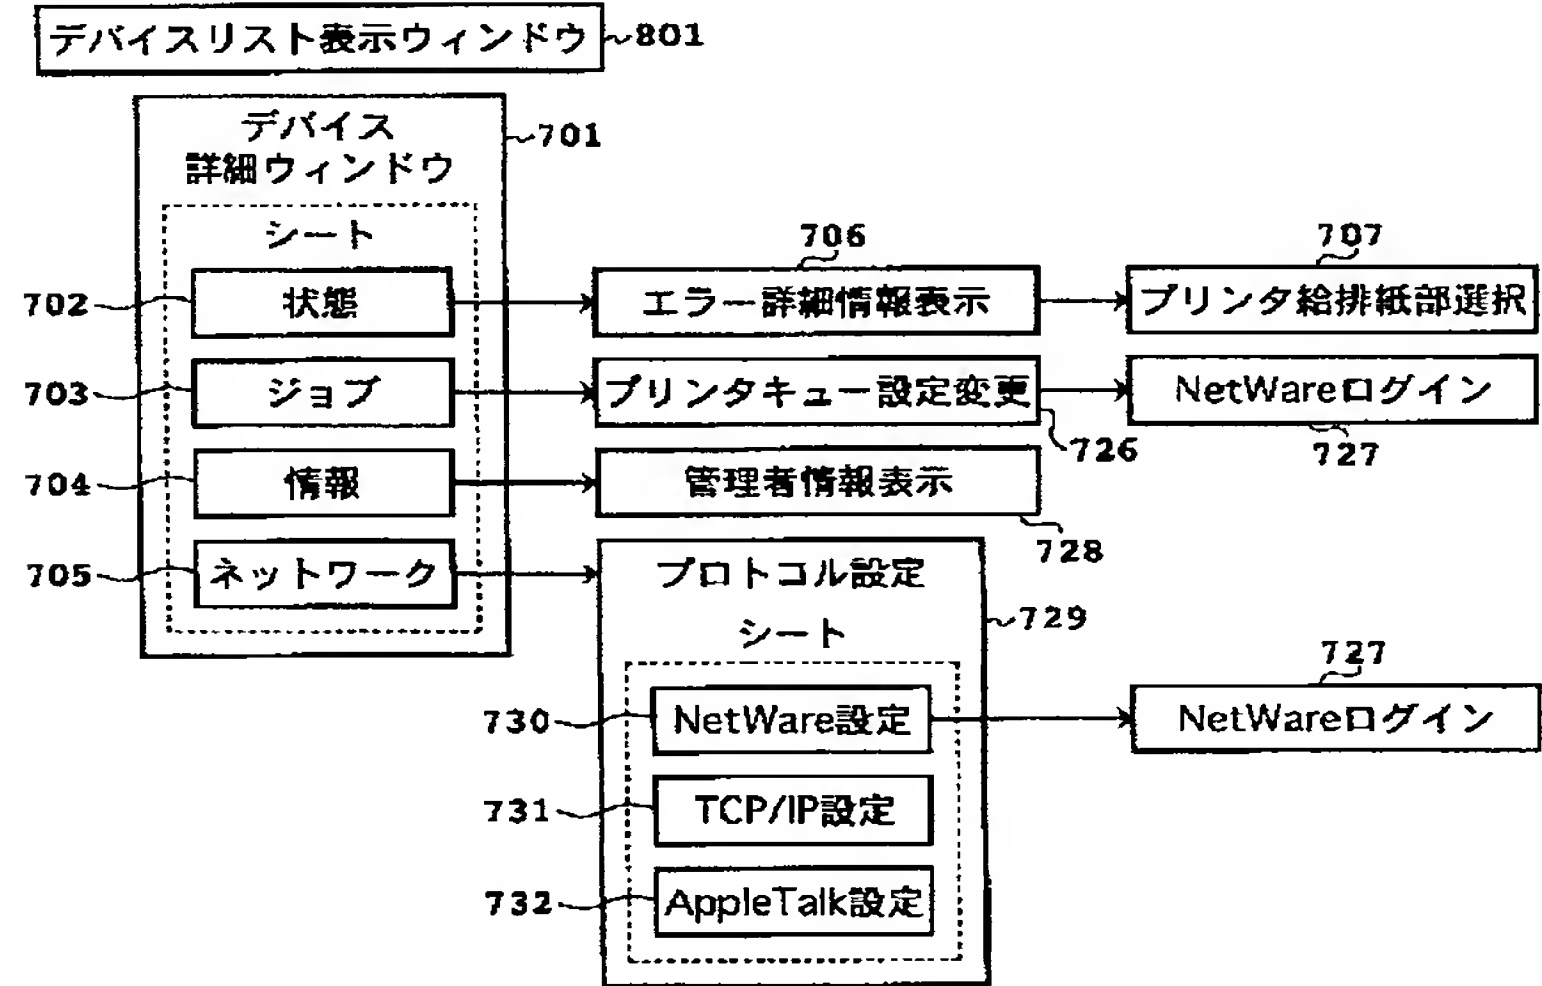 デバイスリスト表示ウィンドウ 801
デバイス
詳細ウィンドウ
701
シート
706
707
702 状態 エラー詳細情報表示 プリンタ給排紙部選択
703 ジョブ プリンタキュー設定変更 NetWareログイン
726
727
704 情報 管理者情報表示
728
705 ネットワーク プロトコル設定
729
シート
727
730 NetWare設定 NetWareログイン
731 TCP/IP設定
732 AppleTalk設定